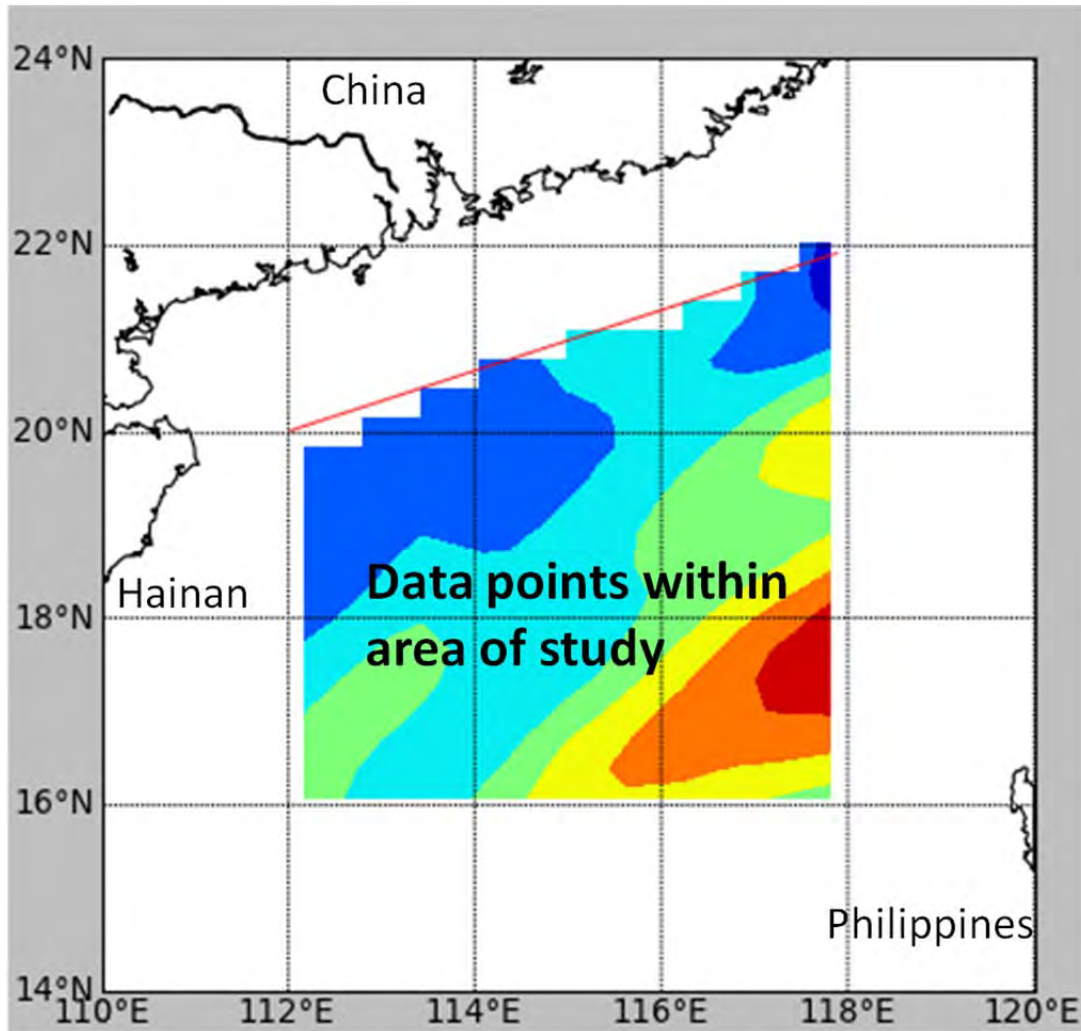 24°N
China
22°N
20°N
Data points within
area of study
Hainan
18°N
16°N
Philippines
14°N
110°E 112°E 114°E 116°E 118°E 120°E